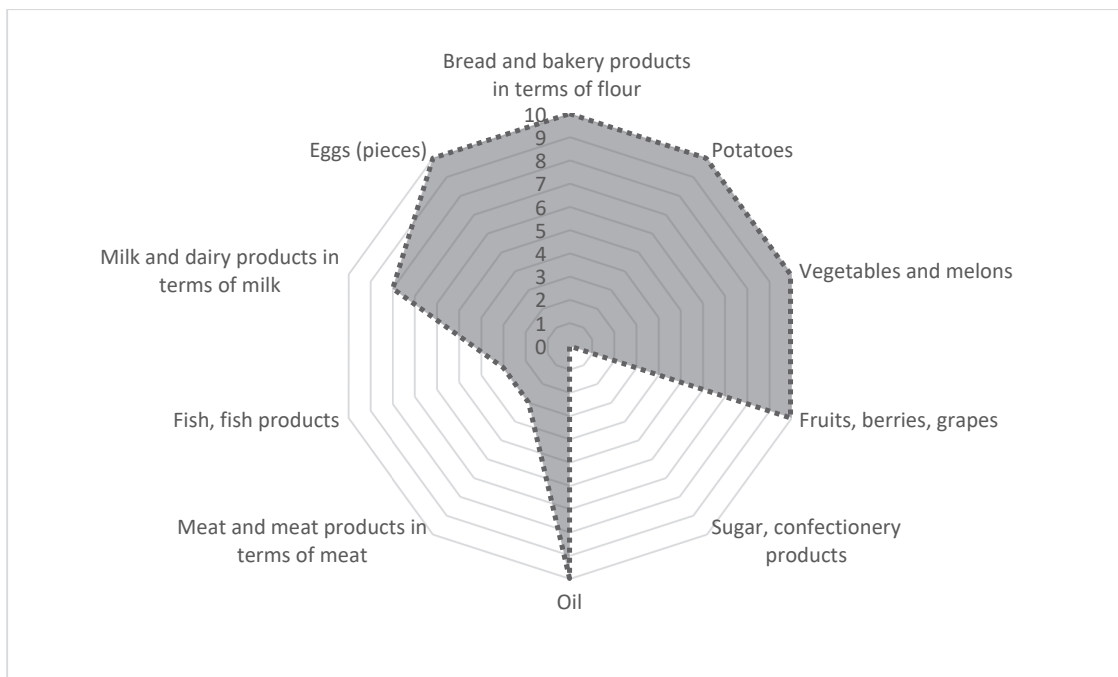 Bread and bakery products
in terms of flour
10
9
8
7
6
5
4
3
2
1
0
Potatoes
Vegetables and melons
Fruits, berries, grapes
Sugar, confectionery
products
Oil
Meat and meat products in
terms of meat
Fish, fish products
Milk and dairy products in
terms of milk
Eggs (pieces)